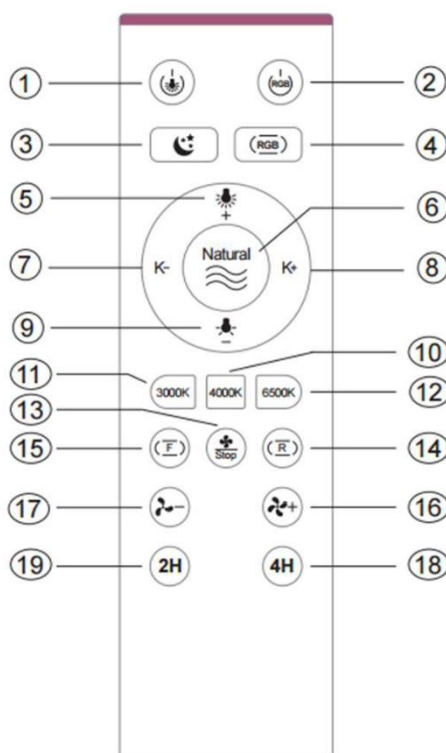 1 2
RGB
3 4
RGB
5 +
6
Natural
7 K- K+ 8
9 −
10
11
3000K 4000K 6500K 12
13
15 F Stop R 14
17 − + 16
19 2H 4H 18